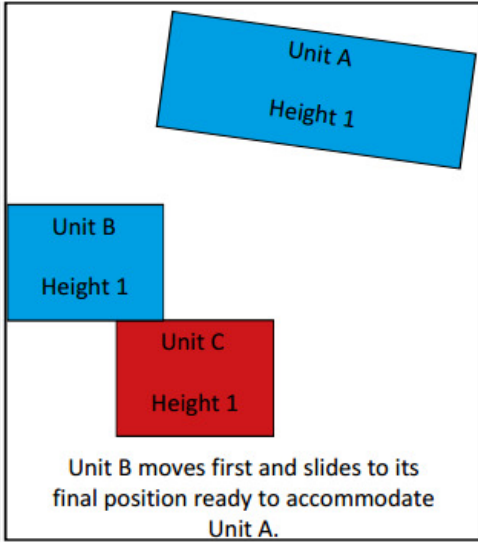 Unit A
Height 1
Unit B
Height 1
Unit C
Height 1
Unit B moves first and slides to its
final position ready to accommodate
Unit A.